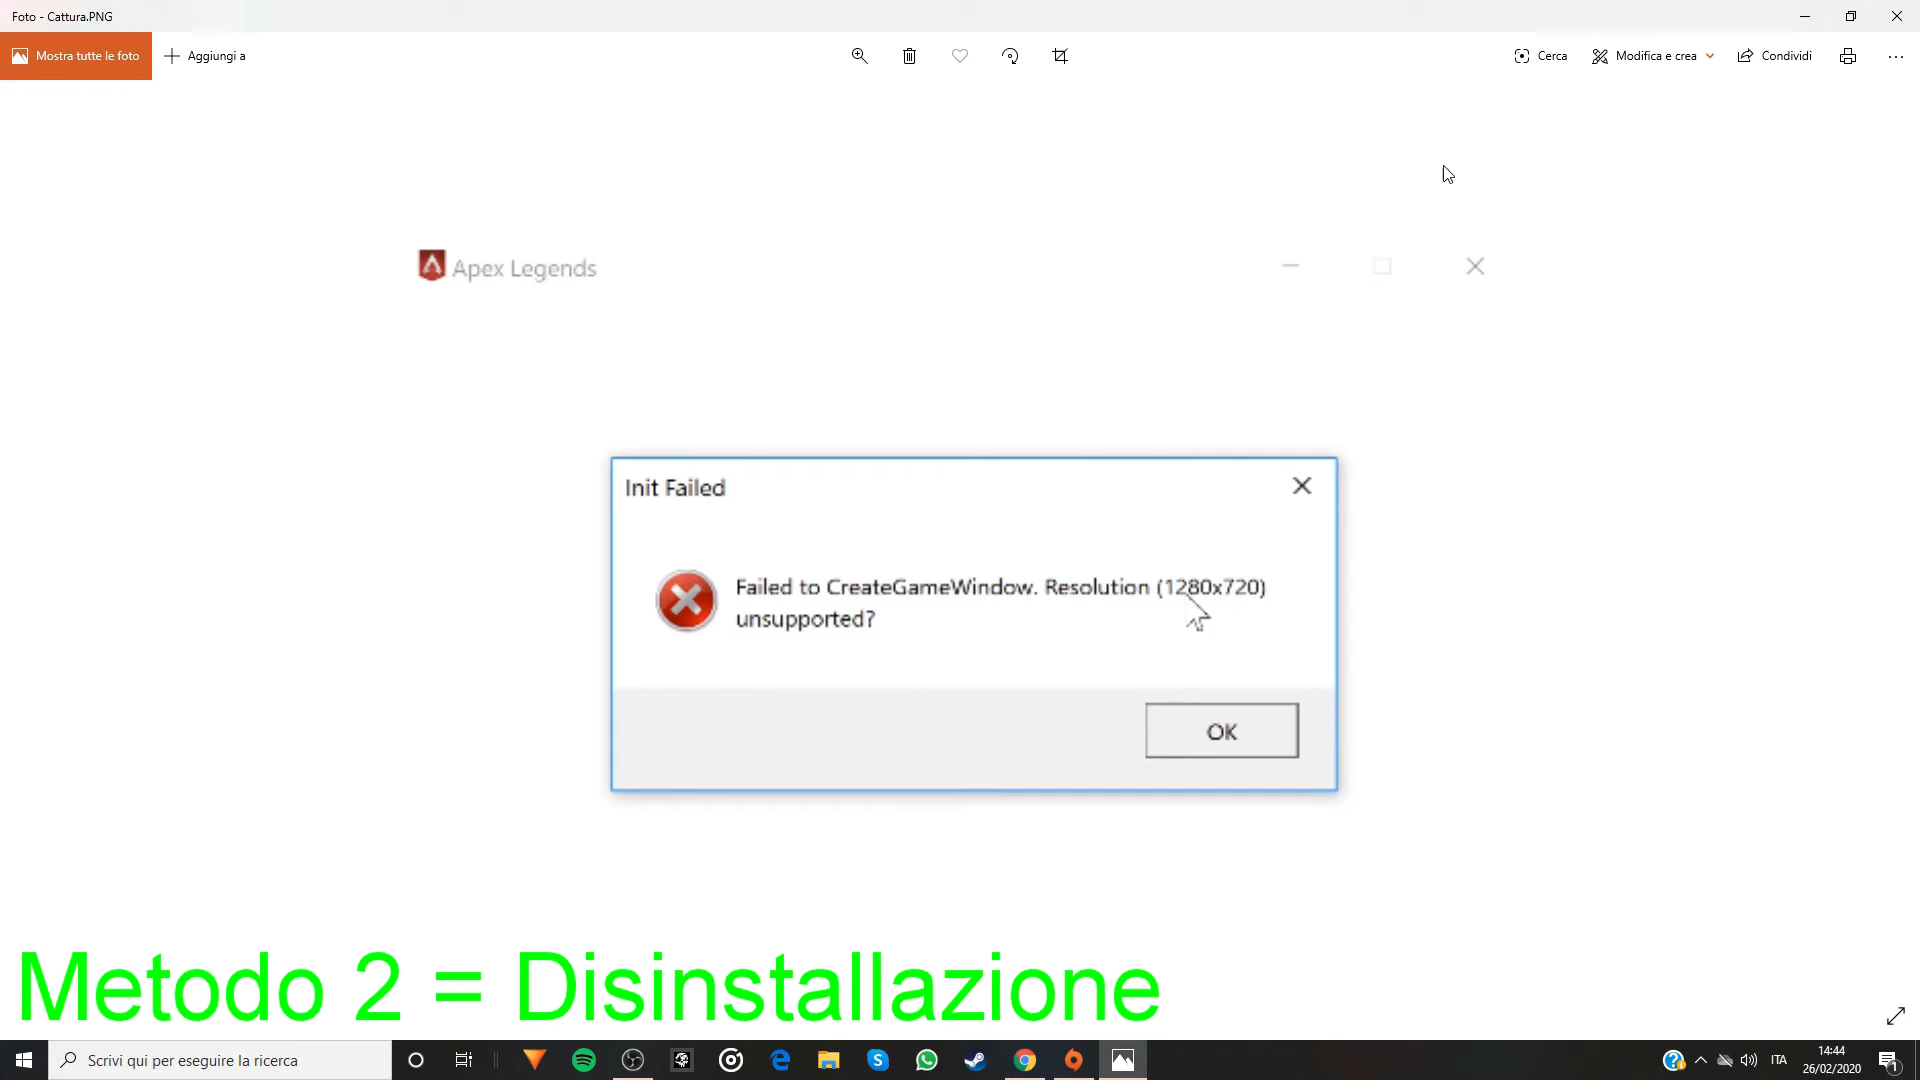 Foto - Cattura.PNG
Mostra tutte le foto
Aggiungi a
Cerca
Modifica e crea
Condividi
Apex Legends
Init Failed
Failed to CreateGameWindow. Resolution (1280x720)
unsupported?
OK
Metodo 2 = Disinstallazione
Scrivi qui per eseguire la ricerca
ITA
14:44
26/02/2020
1